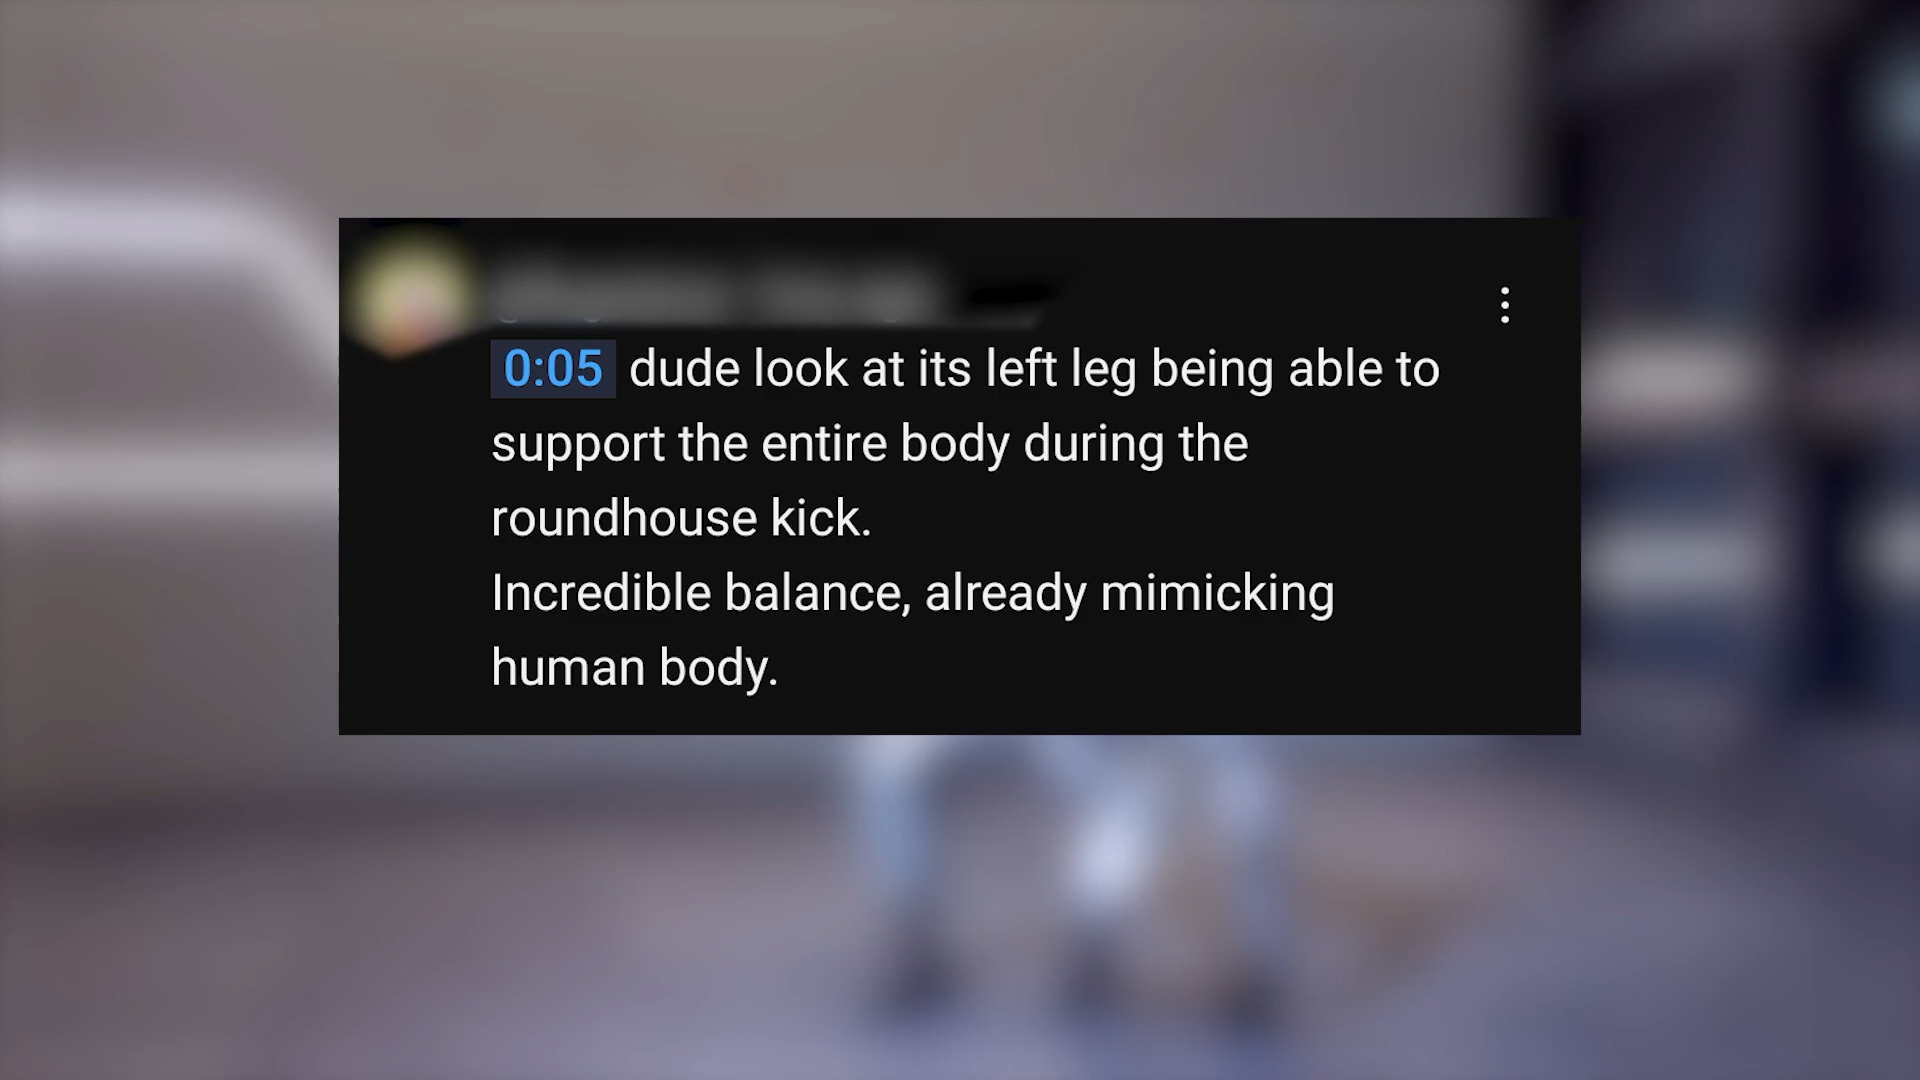 0:05 dude look at its left leg being able to
support the entire body during the
roundhouse kick.
Incredible balance, already mimicking
human body.